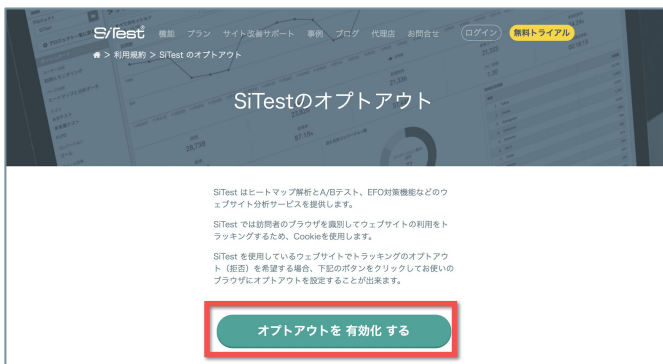 SiTest 機能 プラン サイト改善サポート 事例 ブログ 代理店 お問合せ ログイン 無料トライアル
> 利用規約 > SiTest のオプトアウト
SiTestのオプトアウト
SiTest はヒートマップ解析とA/Bテスト、EFO対策機能などのウ
ェブサイト分析サービスを提供します。
SiTest では訪問者のブラウザを識別してウェブサイトの利用をト
ラッキングするため、Cookieを使用します。
SiTest を使用しているウェブサイトでトラッキングのオプトアウ
ト（拒否）を希望する場合、下記のボタンをクリックしてお使いの
ブラウザにオプトアウトを設定することが出来ます。
オプトアウトを 有効化 する